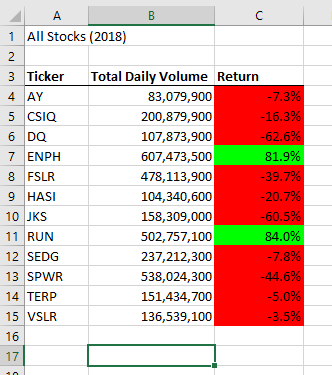 A B C
1 All Stocks (2018)
2
3 Ticker Total Daily Volume Return
4 AY 83,079,900 -7.3%
5 CSIQ 200,879,900 -16.3%
6 DQ 107,873,900 -62.6%
7 ENPH 607,473,500 81.9%
8 FSLR 478,113,900 -39.7%
9 HASI 104,340,600 -20.7%
10 JKS 158,309,000 -60.5%
11 RUN 502,757,100 84.0%
12 SEDG 237,212,300 -7.8%
13 SPWR 538,024,300 -44.6%
14 TERP 151,434,700 -5.0%
15 VSLR 136,539,100 -3.5%
16
17